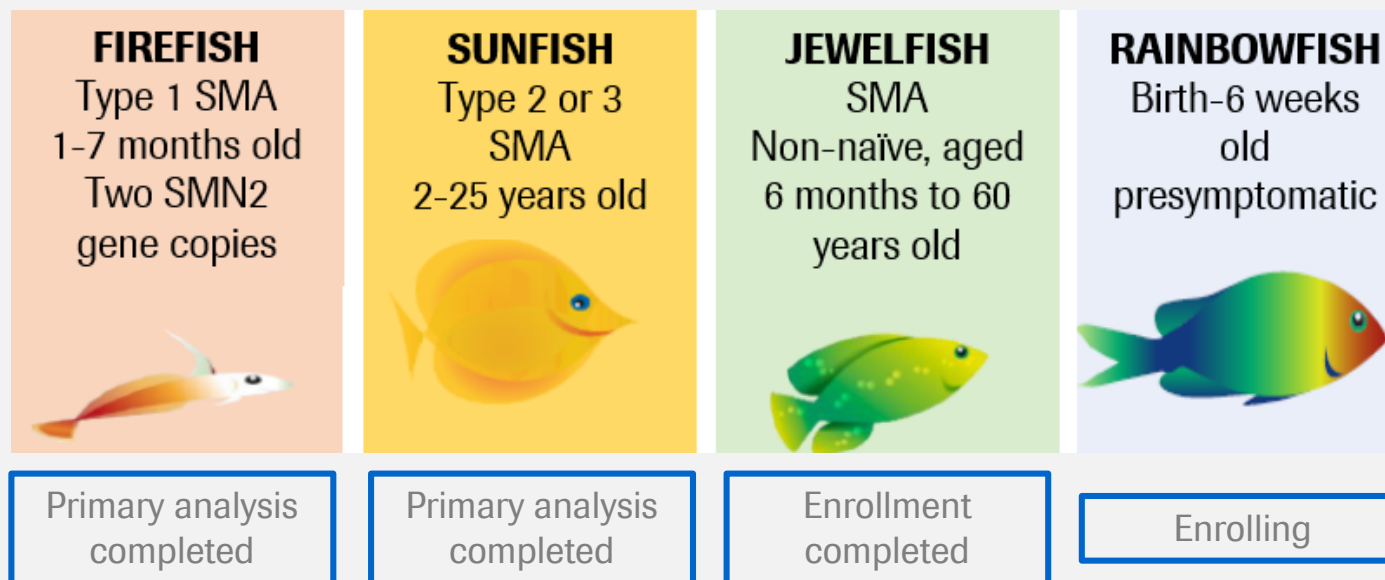 FIREFISH
Type 1 SMA
1-7 months old
Two SMN2
gene copies
SUNFISH
Type 2 or 3
SMA
2-25 years old
JEWELFISH
SMA
Non-naïve, aged
6 months to 60
years old
RAINBOWFISH
Birth-6 weeks
old
presymptomatic
Primary analysis
completed
Primary analysis
completed
Enrollment
completed
Enrolling